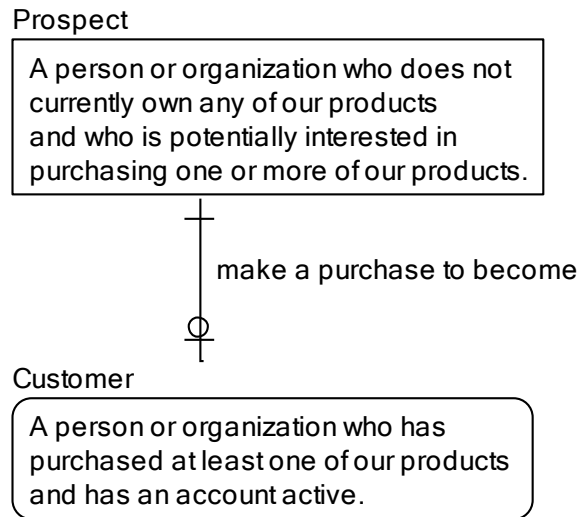 Prospect
A person or organization who does not
currently own any of our products
and who is potentially interested in
purchasing one or more of our products.
make a purchase to become
Customer
A person or organization who has
purchased at least one of our products
and has an account active.